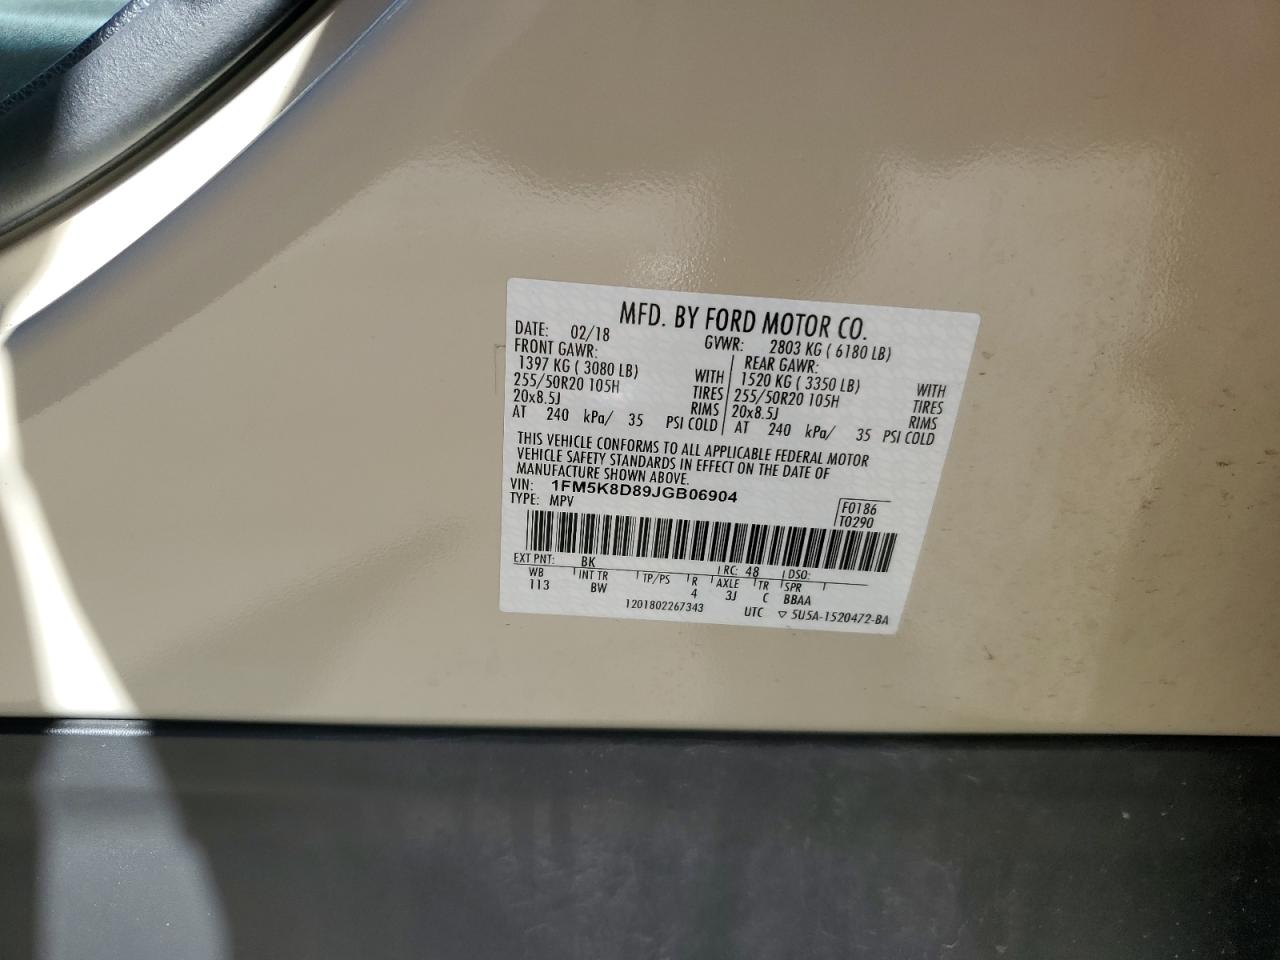 MFD. BY FORD MOTOR CO.
DATE: 02/18 GVWR: 2803 KG ( 6180 LB)
FRONT GAWR: REAR GAWR:
1397 KG ( 3080 LB) WITH 1520 KG ( 3350 LB) WITH
255/50R20 105H TIRES 255/50R20 105H TIRES
20x8.5J RIMS 20x8.5J RIMS
AT 240 kPa/ 35 PSI COLD AT 240 kPa/ 35 PSI COLD
THIS VEHICLE CONFORMS TO ALL APPLICABLE FEDERAL MOTOR
VEHICLE SAFETY STANDARDS IN EFFECT ON THE DATE OF
MANUFACTURE SHOWN ABOVE.
VIN: 1FM5K8D89JGB06904
TYPE: MPV
F0186
T0290
EXT PNT: BK RC: 48 DSO:
WB INT TR TP/PS R AXLE TR SPR
113 BW 4 3J C BBAA
1201802267343 UTC ▽ 5U5A-1520472-BA